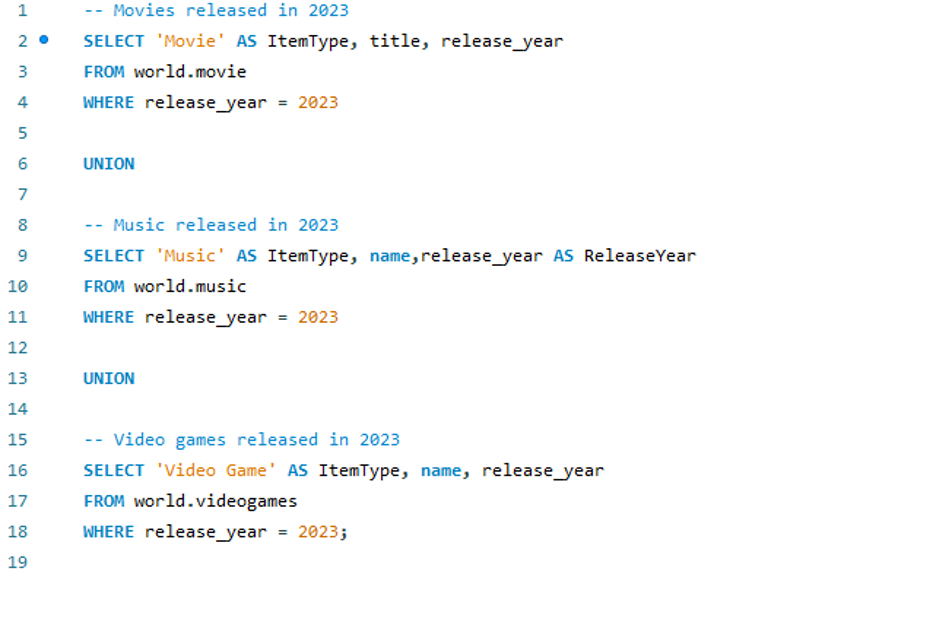 1 -- Movies released in 2023
2 SELECT 'Movie' AS ItemType, title, release_year
3 FROM world.movie
4 WHERE release_year = 2023
5
6 UNION
7
8 -- Music released in 2023
9 SELECT 'Music' AS ItemType, name,release_year AS ReleaseYear
10 FROM world.music
11 WHERE release_year = 2023
12
13 UNION
14
15 -- Video games released in 2023
16 SELECT 'Video Game' AS ItemType, name, release_year
17 FROM world.videogames
18 WHERE release_year = 2023;
19